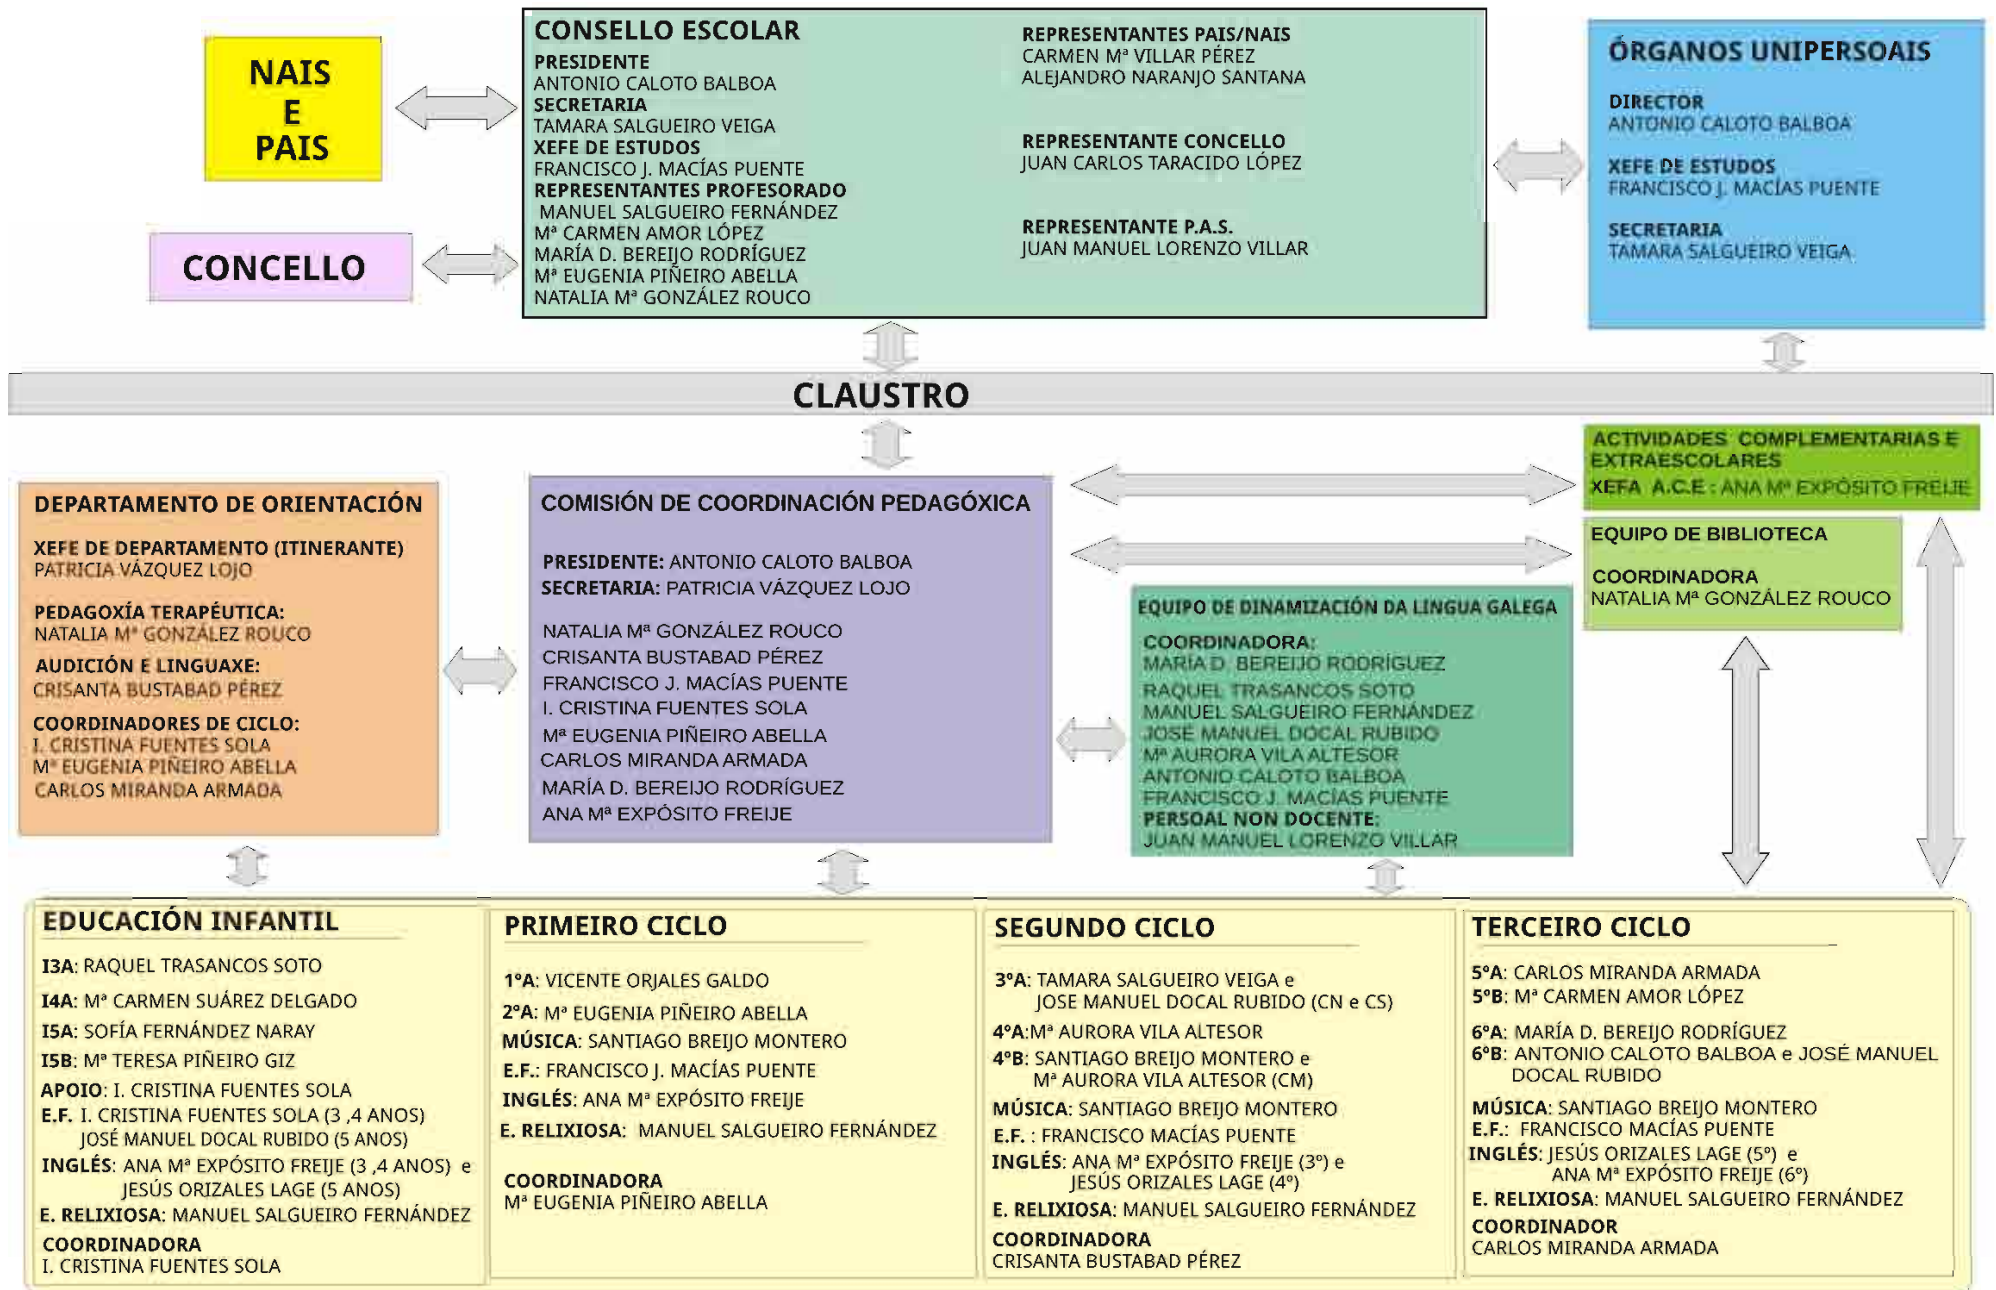 NAIS
E
PAIS
CONCELLO
CONSELLO ESCOLAR
PRESIDENTE
ANTONIO CALOTO BALBOA
SECRETARIA
TAMARA SALGUEIRO VEIGA
XEFE DE ESTUDOS
FRANCISCO J. MACÍAS PUENTE
REPRESENTANTES PROFESORADO
MANUEL SALGUEIRO FERNÁNDEZ
Mª CARMEN AMOR LÓPEZ
MARÍA D. BEREIJO RODRÍGUEZ
Mª EUGENIA PIÑEIRO ABELLA
NATALIA Mª GONZÁLEZ ROUCO
REPRESENTANTES PAIS/NAIS
CARMEN Mª VILLAR PÉREZ
ALEJANDRO NARANJO SANTANA
REPRESENTANTE CONCELLO
JUAN CARLOS TARACIDO LÓPEZ
REPRESENTANTE P.A.S.
JUAN MANUEL LORENZO VILLAR
ÓRGANOS UNIPERSOAIS
DIRECTOR
ANTONIO CALOTO BALBOA
XEFE DE ESTUDOS
FRANCISCO J. MACÍAS PUENTE
SECRETARIA
TAMARA SALGUEIRO VEIGA
CLAUSTRO
DEPARTAMENTO DE ORIENTACIÓN
XEFE DE DEPARTAMENTO (ITINERANTE)
PATRICIA VÁZQUEZ LOJO
PEDAGOXÍA TERAPÉUTICA:
NATALIA Mª GONZÁLEZ ROUCO
AUDICIÓN E LINGUAXE:
CRISANTA BUSTABAD PÉREZ
COORDINADORES DE CICLO:
I. CRISTINA FUENTES SOLA
Mª EUGENIA PIÑEIRO ABELLA
CARLOS MIRANDA ARMADA
COMISIÓN DE COORDINACIÓN PEDAGÓXICA
PRESIDENTE: ANTONIO CALOTO BALBOA
SECRETARIA: PATRICIA VÁZQUEZ LOJO
NATALIA Mª GONZÁLEZ ROUCO
CRISANTA BUSTABAD PÉREZ
FRANCISCO J. MACÍAS PUENTE
I. CRISTINA FUENTES SOLA
Mª EUGENIA PIÑEIRO ABELLA
CARLOS MIRANDA ARMADA
MARÍA D. BEREIJO RODRÍGUEZ
ANA Mª EXPÓSITO FREIJE
EQUIPO DE DINAMIZACIÓN DA LINGUA GALEGA
COORDINADORA:
MARÍA D. BEREIJO RODRÍGUEZ
RAQUEL TRASANCOS SOTO
MANUEL SALGUEIRO FERNÁNDEZ
JOSÉ MANUEL DOCAL RUBIDO
Mª AURORA VILA ALTESOR
ANTONIO CALOTO BALBOA
FRANCISCO J. MACÍAS PUENTE
PERSOAL NON DOCENTE:
JUAN MANUEL LORENZO VILLAR
ACTIVIDADES COMPLEMENTARIAS E
EXTRAESCOLARES
XEFA A.C.E : ANA Mª EXPÓSITO FREIJE
EQUIPO DE BIBLIOTECA
COORDINADORA
NATALIA Mª GONZÁLEZ ROUCO
EDUCACIÓN INFANTIL
I3A: RAQUEL TRASANCOS SOTO
I4A: Mª CARMEN SUÁREZ DELGADO
I5A: SOFÍA FERNÁNDEZ NARAY
I5B: Mª TERESA PIÑEIRO GIZ
APOIO: I. CRISTINA FUENTES SOLA
E.F. I. CRISTINA FUENTES SOLA (3 ,4 ANOS)
JOSÉ MANUEL DOCAL RUBIDO (5 ANOS)
INGLÉS: ANA Mª EXPÓSITO FREIJE (3 ,4 ANOS) e
JESÚS ORIZALES LAGE (5 ANOS)
E. RELIXIOSA: MANUEL SALGUEIRO FERNÁNDEZ
COORDINADORA
I. CRISTINA FUENTES SOLA
PRIMEIRO CICLO
1ºA: VICENTE ORJALES GALDO
2ºA: Mª EUGENIA PIÑEIRO ABELLA
MÚSICA: SANTIAGO BREIJO MONTERO
E.F.: FRANCISCO J. MACÍAS PUENTE
INGLÉS: ANA Mª EXPÓSITO FREIJE
E. RELIXIOSA: MANUEL SALGUEIRO FERNÁNDEZ
COORDINADORA
Mª EUGENIA PIÑEIRO ABELLA
SEGUNDO CICLO
3ºA: TAMARA SALGUEIRO VEIGA e
JOSE MANUEL DOCAL RUBIDO (CN e CS)
4ºA:Mª AURORA VILA ALTESOR
4ºB: SANTIAGO BREIJO MONTERO e
Mª AURORA VILA ALTESOR (CM)
MÚSICA: SANTIAGO BREIJO MONTERO
E.F. : FRANCISCO MACÍAS PUENTE
INGLÉS: ANA Mª EXPÓSITO FREIJE (3º) e
JESÚS ORIZALES LAGE (4º)
E. RELIXIOSA: MANUEL SALGUEIRO FERNÁNDEZ
COORDINADORA
CRISANTA BUSTABAD PÉREZ
TERCEIRO CICLO
5ºA: CARLOS MIRANDA ARMADA
5ºB: Mª CARMEN AMOR LÓPEZ
6ºA: MARÍA D. BEREIJO RODRÍGUEZ
6ºB: ANTONIO CALOTO BALBOA e JOSÉ MANUEL
DOCAL RUBIDO
MÚSICA: SANTIAGO BREIJO MONTERO
E.F.: FRANCISCO MACÍAS PUENTE
INGLÉS: JESÚS ORIZALES LAGE (5º) e
ANA Mª EXPÓSITO FREIJE (6º)
E. RELIXIOSA: MANUEL SALGUEIRO FERNÁNDEZ
COORDINADOR
CARLOS MIRANDA ARMADA